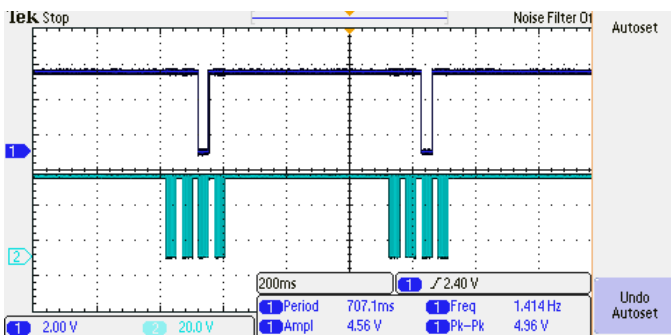 Tek Stop Noise Filter Of
Autoset
1
2
200ms 1 2.40 V
1 Period 707.1ms 1 Freq 1.414 Hz
1 Ampl 4.56 V 1 Pk-Pk 4.96 V
1 2.00 V 2 20.0 V
Undo
Autoset